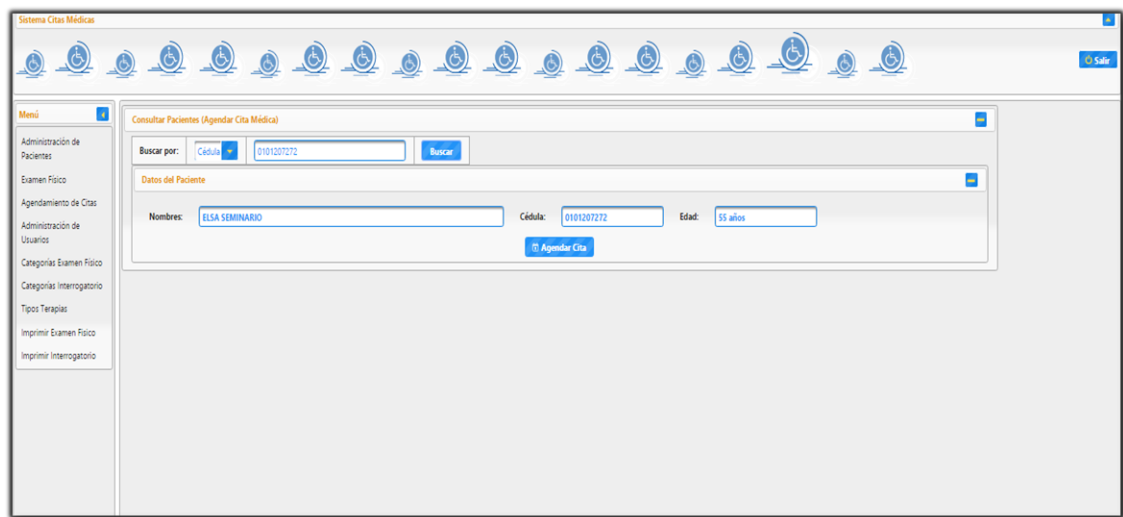 Sistema Citas Médicas
Salir
Menú
Administración de
Pacientes
Examen Físico
Agendamiento de Citas
Administración de
Usuarios
Categorías Examen Físico
Categorías Interrogatorio
Tipos Terapias
Imprimir Examen Físico
Imprimir Interrogatorio
Consultar Pacientes (Agendar Cita Médica)
Buscar por: Cédula 0101207272 Buscar
Datos del Paciente
Nombres: ELSA SEMINARIO Cédula: 0101207272 Edad: 55 años
Agendar Cita